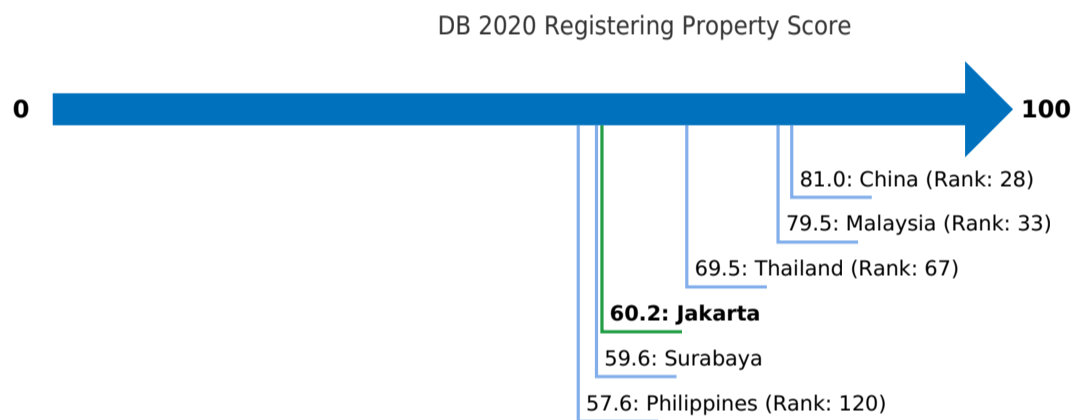 DB 2020 Registering Property Score
0
100
81.0: China (Rank: 28)
79.5: Malaysia (Rank: 33)
69.5: Thailand (Rank: 67)
60.2: Jakarta
59.6: Surabaya
57.6: Philippines (Rank: 120)